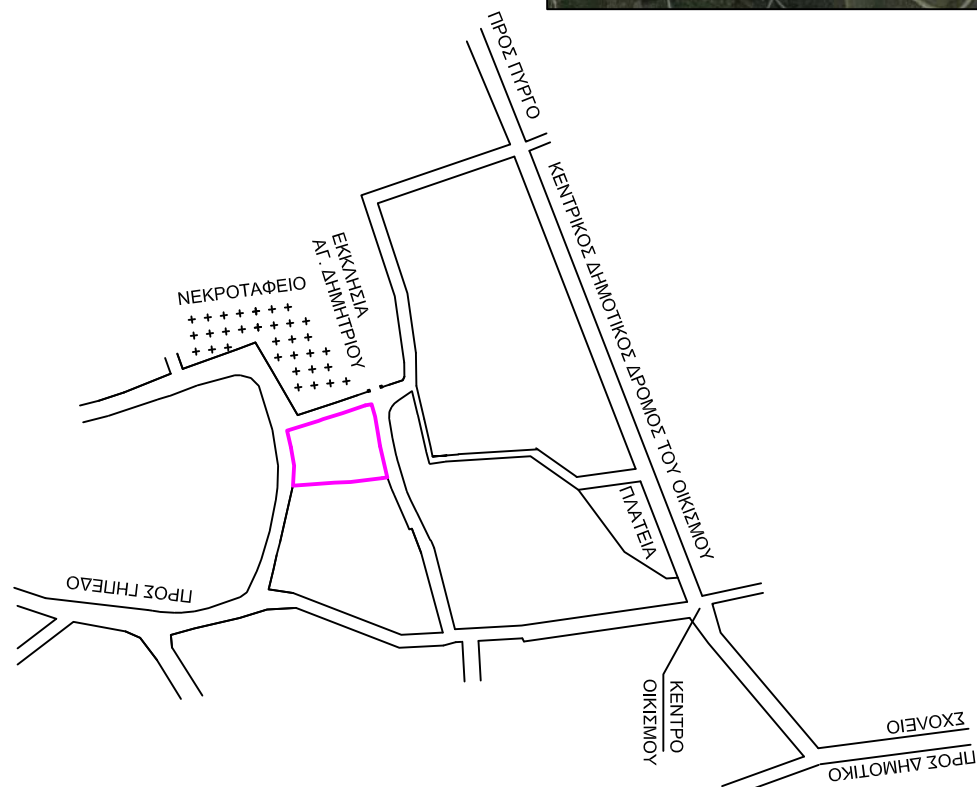 ΠΡΟΣ ΠΥΡΓΟ
ΚΕΝΤΡΙΚΟΣ ΔΗΜΟΤΙΚΟΣ ΔΡΟΜΟΣ ΤΟΥ ΟΙΚΙΣΜΟΥ
ΕΚΚΛΗΣΙΑ
ΑΓ. ΔΗΜΗΤΡΙΟΥ
ΝΕΚΡΟΤΑΦΕΙΟ
ΠΛΑΤΕΙΑ
ΠΡΟΣ ΓΗΠΕΔΟ
ΚΕΝΤΡΟ
ΟΙΚΙΣΜΟΥ
ΠΡΟΣ ΔΗΜΟΤΙΚΟ
ΣΧΟΛΕΙΟ